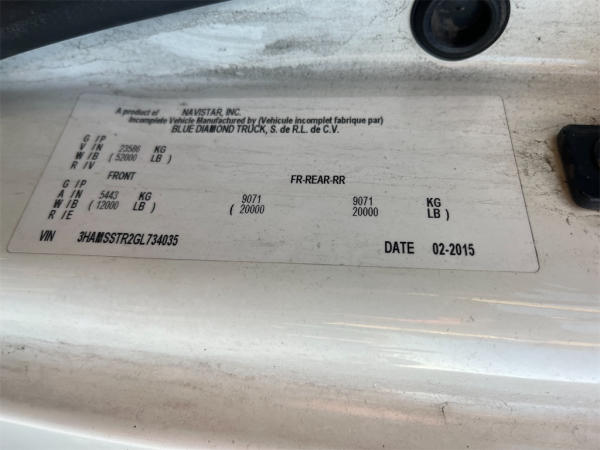 A product of NAVISTAR, INC.
Incomplete Vehicle Manufactured by (Vehicule incomplet fabrique par)
BLUE DIAMOND TRUCK, S. de R.L. de C.V.
G / P
V / N 23586 KG
W / B ( 52000 LB )
R / V
FRONT FR-REAR-RR
G / P
A / N 5443 KG 9071 9071 KG
W / B ( 12000 LB ) ( 20000 20000 LB )
R / E
VIN 3HAMSSTR2GL734035 DATE 02-2015